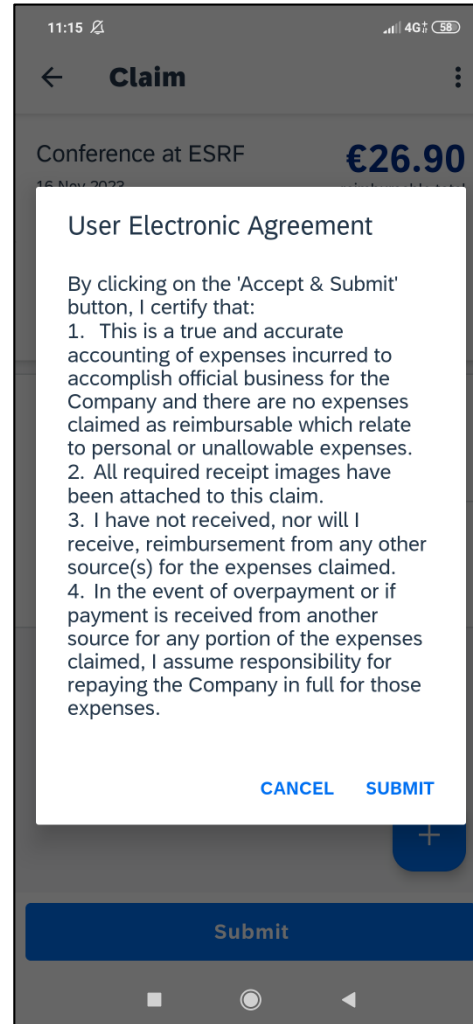 11:15 4G 58
Claim
Conference at ESRF €26.90
16 Nov 2023
User Electronic Agreement
By clicking on the 'Accept & Submit'
button, I certify that:
1. This is a true and accurate
accounting of expenses incurred to
accomplish official business for the
Company and there are no expenses
claimed as reimbursable which relate
to personal or unallowable expenses.
2. All required receipt images have
been attached to this claim.
3. I have not received, nor will I
receive, reimbursement from any other
source(s) for the expenses claimed.
4. In the event of overpayment or if
payment is received from another
source for any portion of the expenses
claimed, I assume responsibility for
repaying the Company in full for those
expenses.
CANCEL SUBMIT
Submit